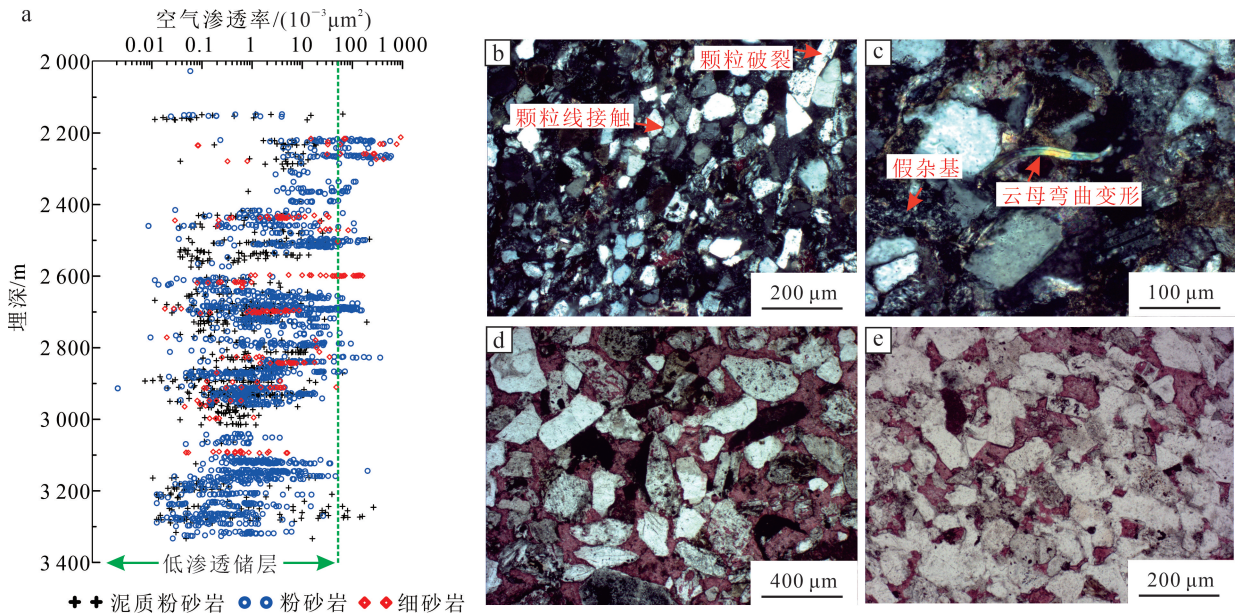 a
空气渗透率/(10⁻³μm²)
0.01 0.1 1 10 100 1 000
2 000
2 200
2 400
2 600
2 800
3 000
3 200
3 400
埋深/m
低渗透储层
泥质粉砂岩 粉砂岩 细砂岩
b
颗粒破裂
颗粒线接触
200 μm
c
假杂基
云母弯曲变形
100 μm
d
400 μm
e
200 μm